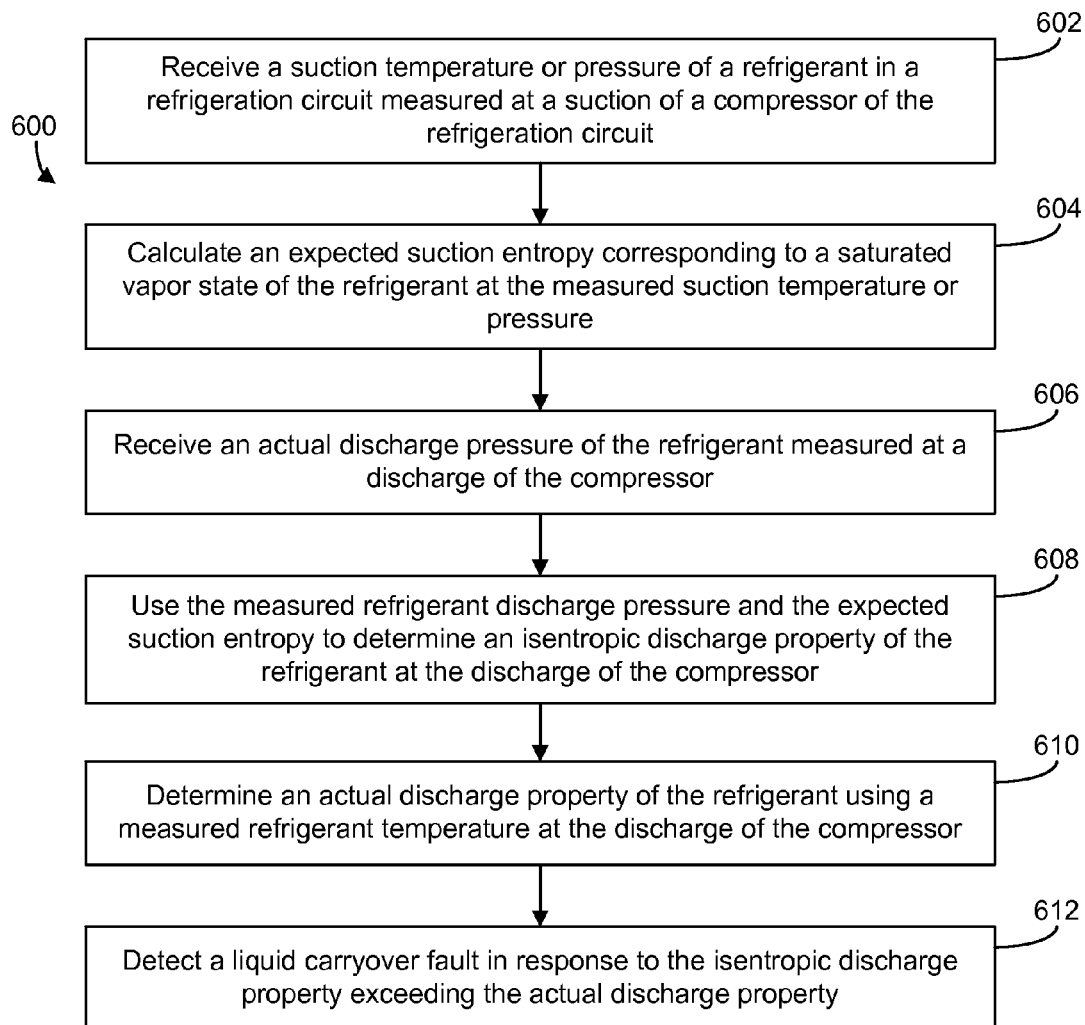 600
602
Receive a suction temperature or pressure of a refrigerant in a
refrigeration circuit measured at a suction of a compressor of the
refrigeration circuit
604
Calculate an expected suction entropy corresponding to a saturated
vapor state of the refrigerant at the measured suction temperature or
pressure
606
Receive an actual discharge pressure of the refrigerant measured at a
discharge of the compressor
608
Use the measured refrigerant discharge pressure and the expected
suction entropy to determine an isentropic discharge property of the
refrigerant at the discharge of the compressor
610
Determine an actual discharge property of the refrigerant using a
measured refrigerant temperature at the discharge of the compressor
612
Detect a liquid carryover fault in response to the isentropic discharge
property exceeding the actual discharge property